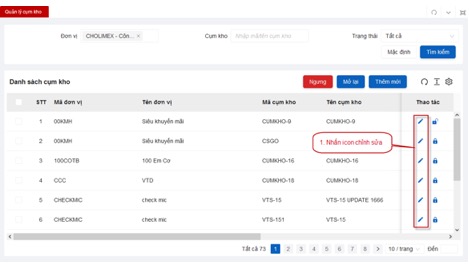 Quản lý cụm kho
Đơn vị CHOLIMEX - Côn... × Cụm kho Nhập mã/tên cụm kho Trạng thái Tất cả
Mặc định Tìm kiếm
Danh sách cụm kho Ngưng Mở lại Thêm mới
STT Mã đơn vị Tên đơn vị Mã cụm kho Tên cụm kho Thao tác
1 00KMH Siêu khuyến mãi CUMKHO-9 CUMKHO-9
2 00KMH Siêu khuyến mãi CSGO
1. Nhấn icon chỉnh sửa
3 100COTB 100 Em Cơ CUMKHO-16 CUMKHO-16
4 CCC VTD CUMKHO-18 CUMKHO-18
5 CHECKMIC check mic VTS-15 VTS-15 UPDATE 1666
6 CHECKMIC check mic VTS-151 VTS-15
Tất cả 73 1 2 3 4 5 6 7 8 > 10 / trang Đến